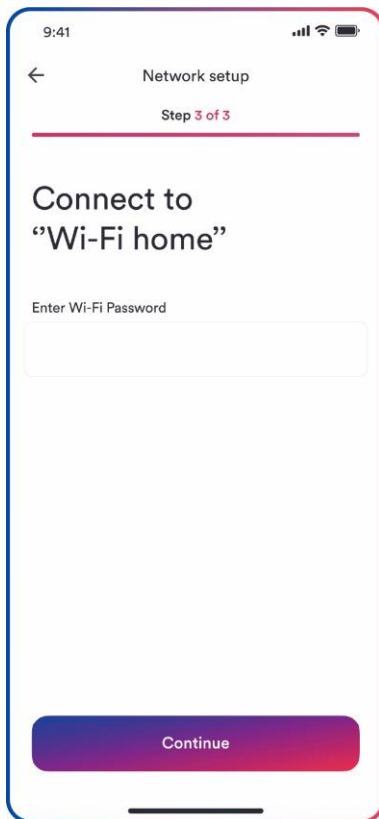 9:41
Network setup
Step 3 of 3
Connect to
‘’Wi-Fi home’’
Enter Wi-Fi Password
Continue